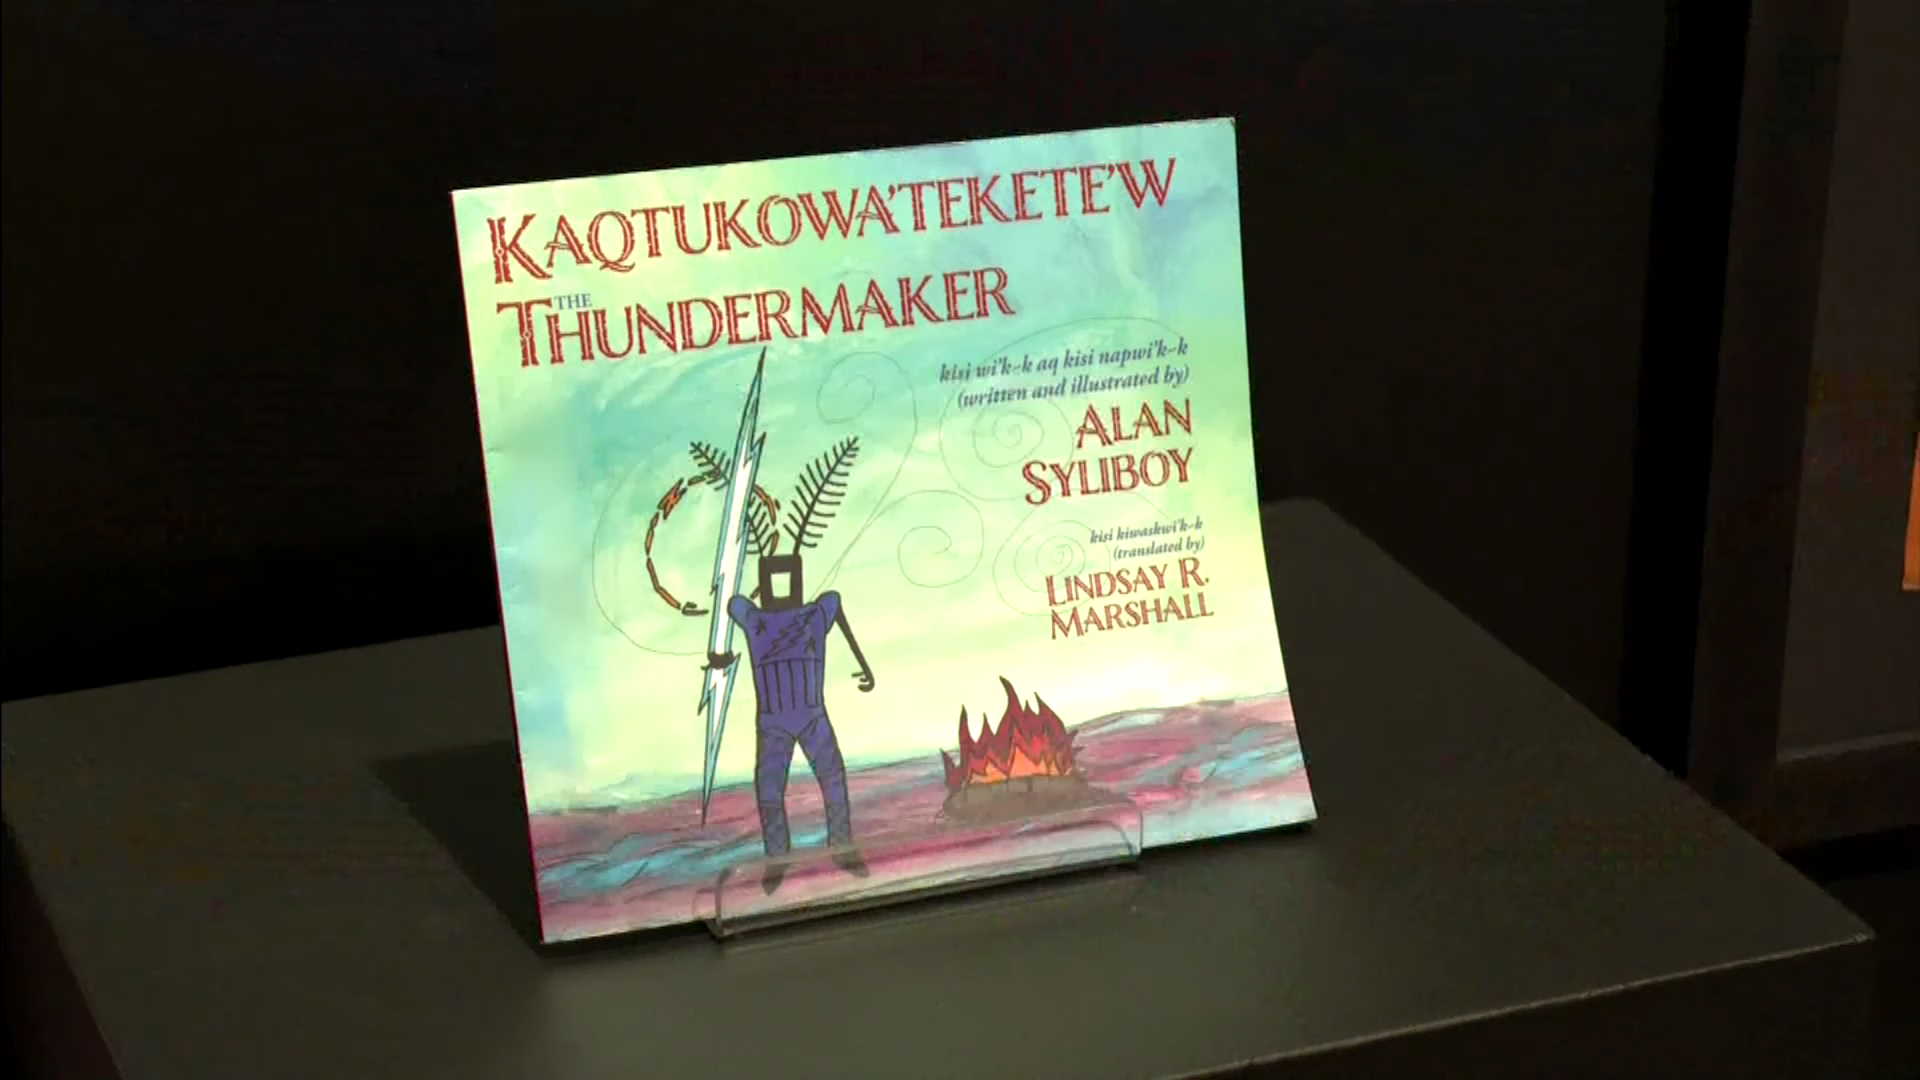 KAQTUKOWA'TEKETE'W
THE
THUNDERMAKER
kisi wi'k-k aq kisi napwi'k-k
(written and illustrated by)
ALAN
SYLIBOY
kisi kiwaskwi'k-k
(translated by)
LINDSAY R.
MARSHALL